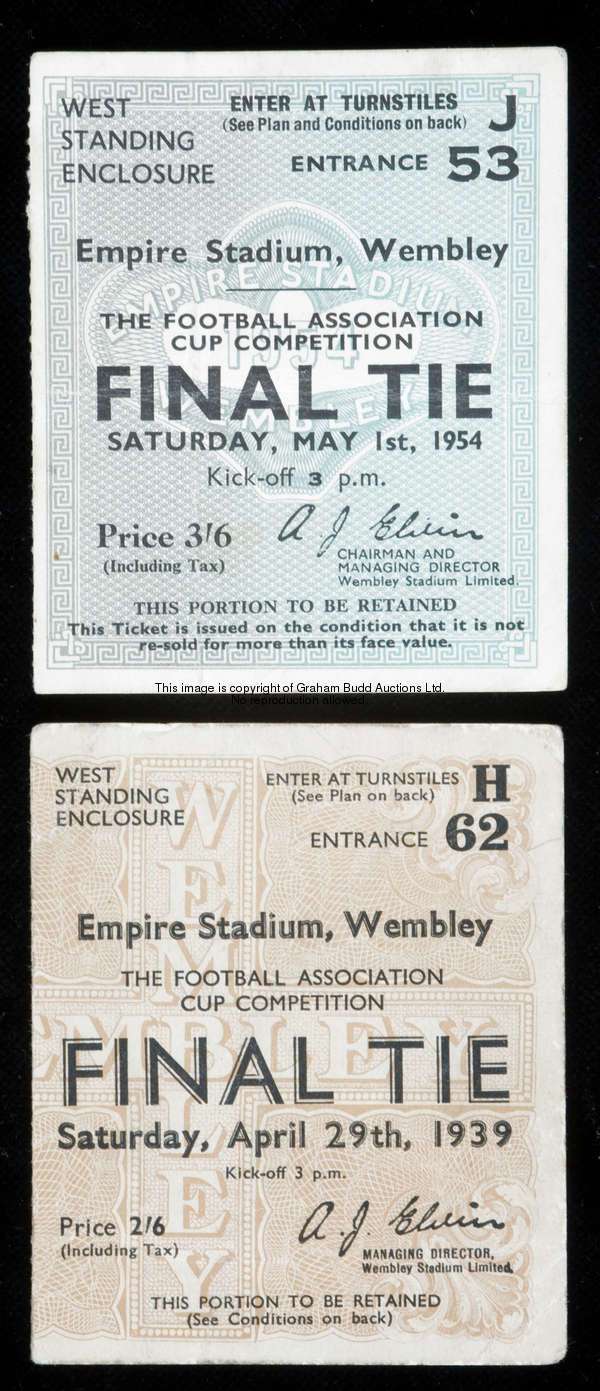 WEST
STANDING
ENCLOSURE
ENTER AT TURNSTILES J
(See Plan and Conditions on back)
ENTRANCE 53
Empire Stadium, Wembley
EMPIRE STADIUM
1954
WEMBLEY
THE FOOTBALL ASSOCIATION
CUP COMPETITION
FINAL TIE
SATURDAY, MAY 1st, 1954
Kick-off 3 p.m.
Price 3/6
(Including Tax)
A. J. Elvin
CHAIRMAN AND
MANAGING DIRECTOR
Wembley Stadium Limited.
THIS PORTION TO BE RETAINED
This Ticket is issued on the condition that it is not
re-sold for more than its face value.
This image is copyright of Graham Budd Auctions Ltd.
No reproduction allowed.
WEST
STANDING
ENCLOSURE
ENTER AT TURNSTILES H
(See Plan on back)
ENTRANCE 62
WEMBLEY
EMBLEY
Empire Stadium, Wembley
THE FOOTBALL ASSOCIATION
CUP COMPETITION
FINAL TIE
Saturday, April 29th, 1939
Kick-off 3 p.m.
Price 2/6
(Including Tax)
A. J. Elvin
MANAGING DIRECTOR,
Wembley Stadium Limited.
THIS PORTION TO BE RETAINED
(See Conditions on back)